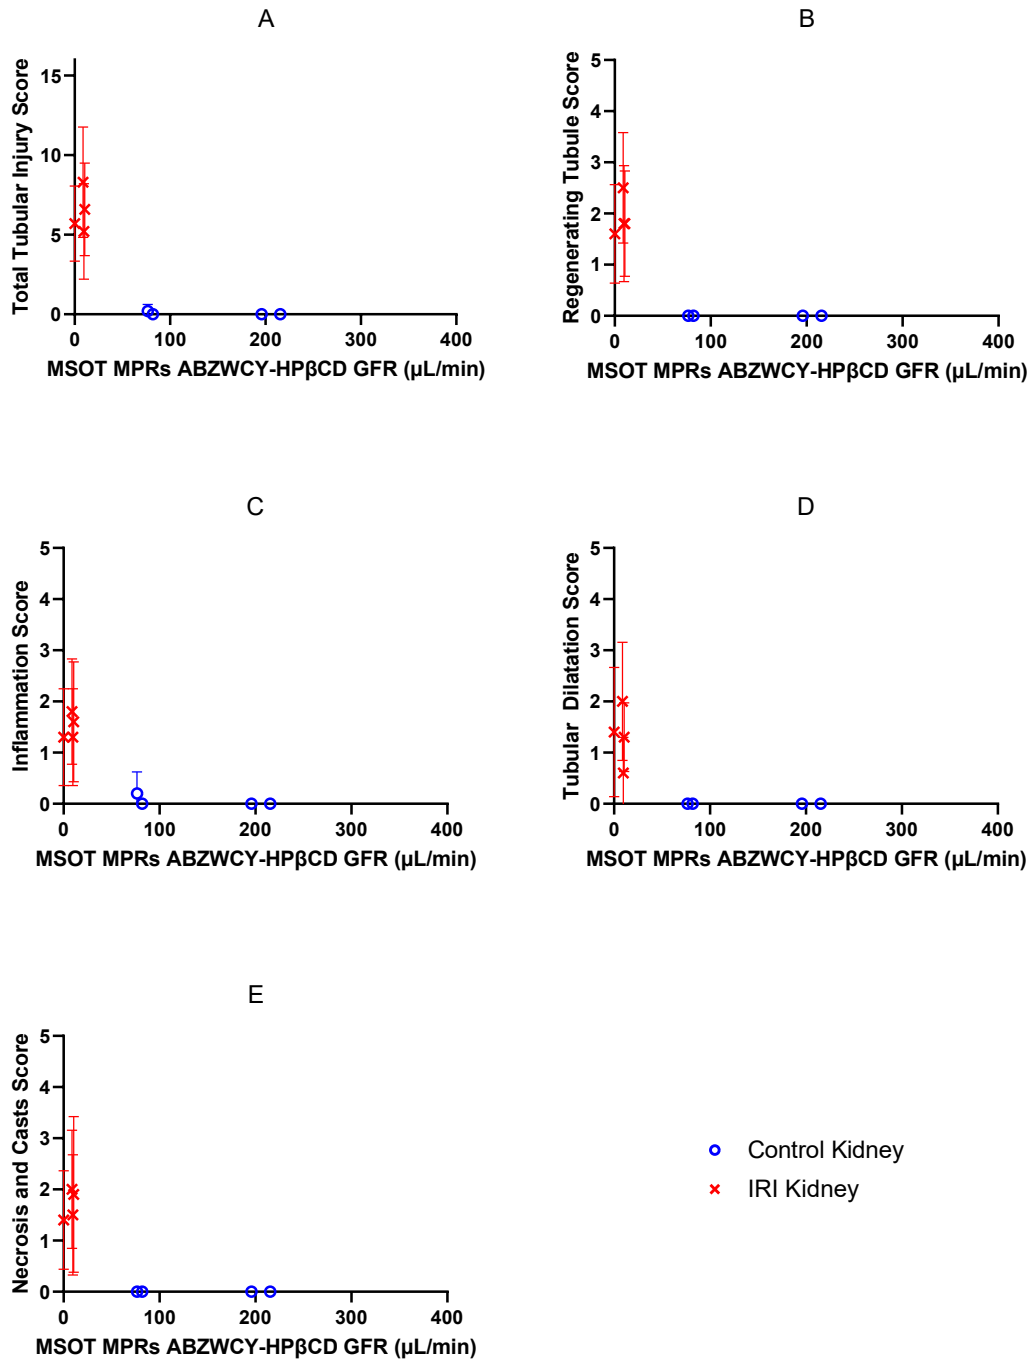 A
Total Tubular Injury Score
15
10
5
0
0 100 200 300 400
MSOT MPRs ABZWCY-HPβCD GFR (µL/min)
B
Regenerating Tubule Score
5
4
3
2
1
0
0 100 200 300 400
MSOT MPRs ABZWCY-HPβCD GFR (µL/min)
C
Inflammation Score
5
4
3
2
1
0
0 100 200 300 400
MSOT MPRs ABZWCY-HPβCD GFR (µL/min)
D
Tubular Dilatation Score
5
4
3
2
1
0
0 100 200 300 400
MSOT MPRs ABZWCY-HPβCD GFR (µL/min)
E
Necrosis and Casts Score
5
4
3
2
1
0
0 100 200 300 400
MSOT MPRs ABZWCY-HPβCD GFR (µL/min)
Control Kidney
IRI Kidney